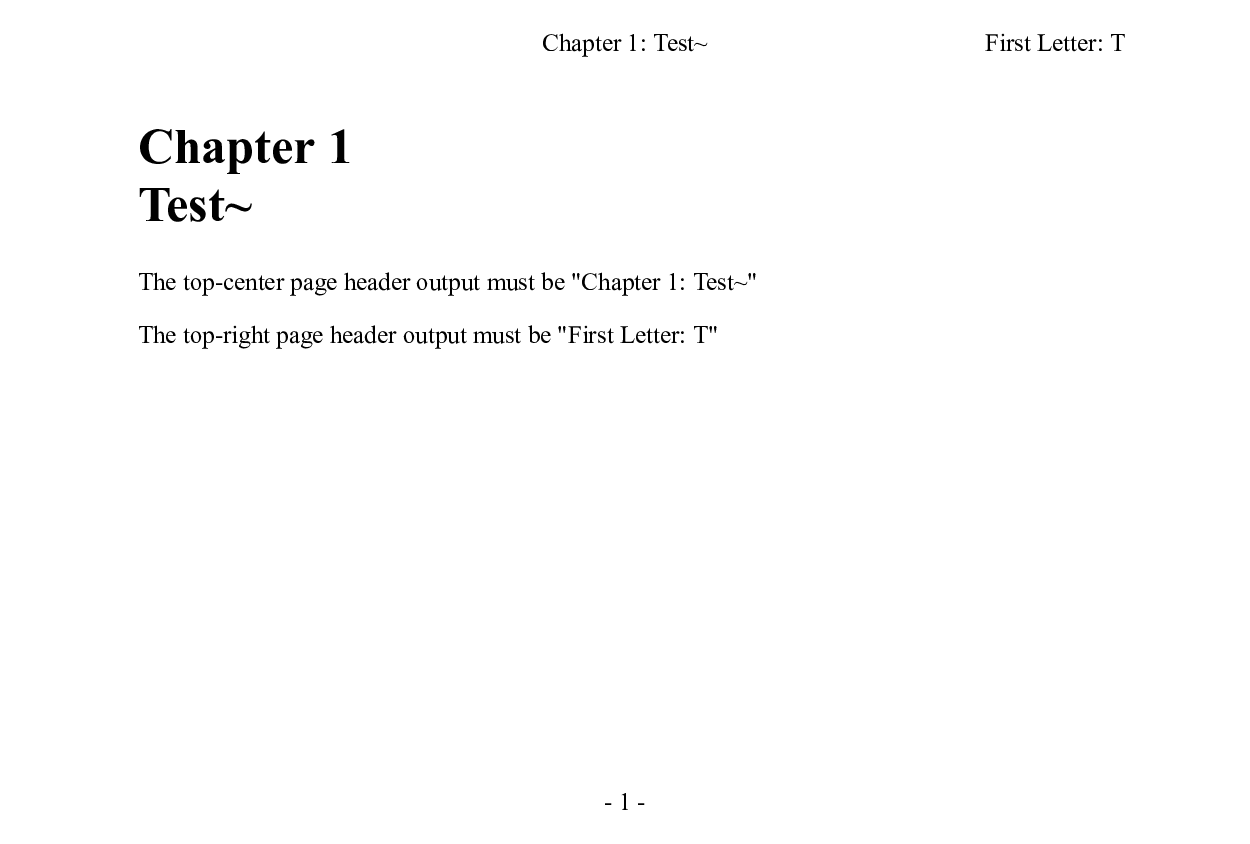 Chapter 1: Test~ First Letter: T
Chapter 1
Test~
The top-center page header output must be "Chapter 1: Test~"
The top-right page header output must be "First Letter: T"
- 1 -